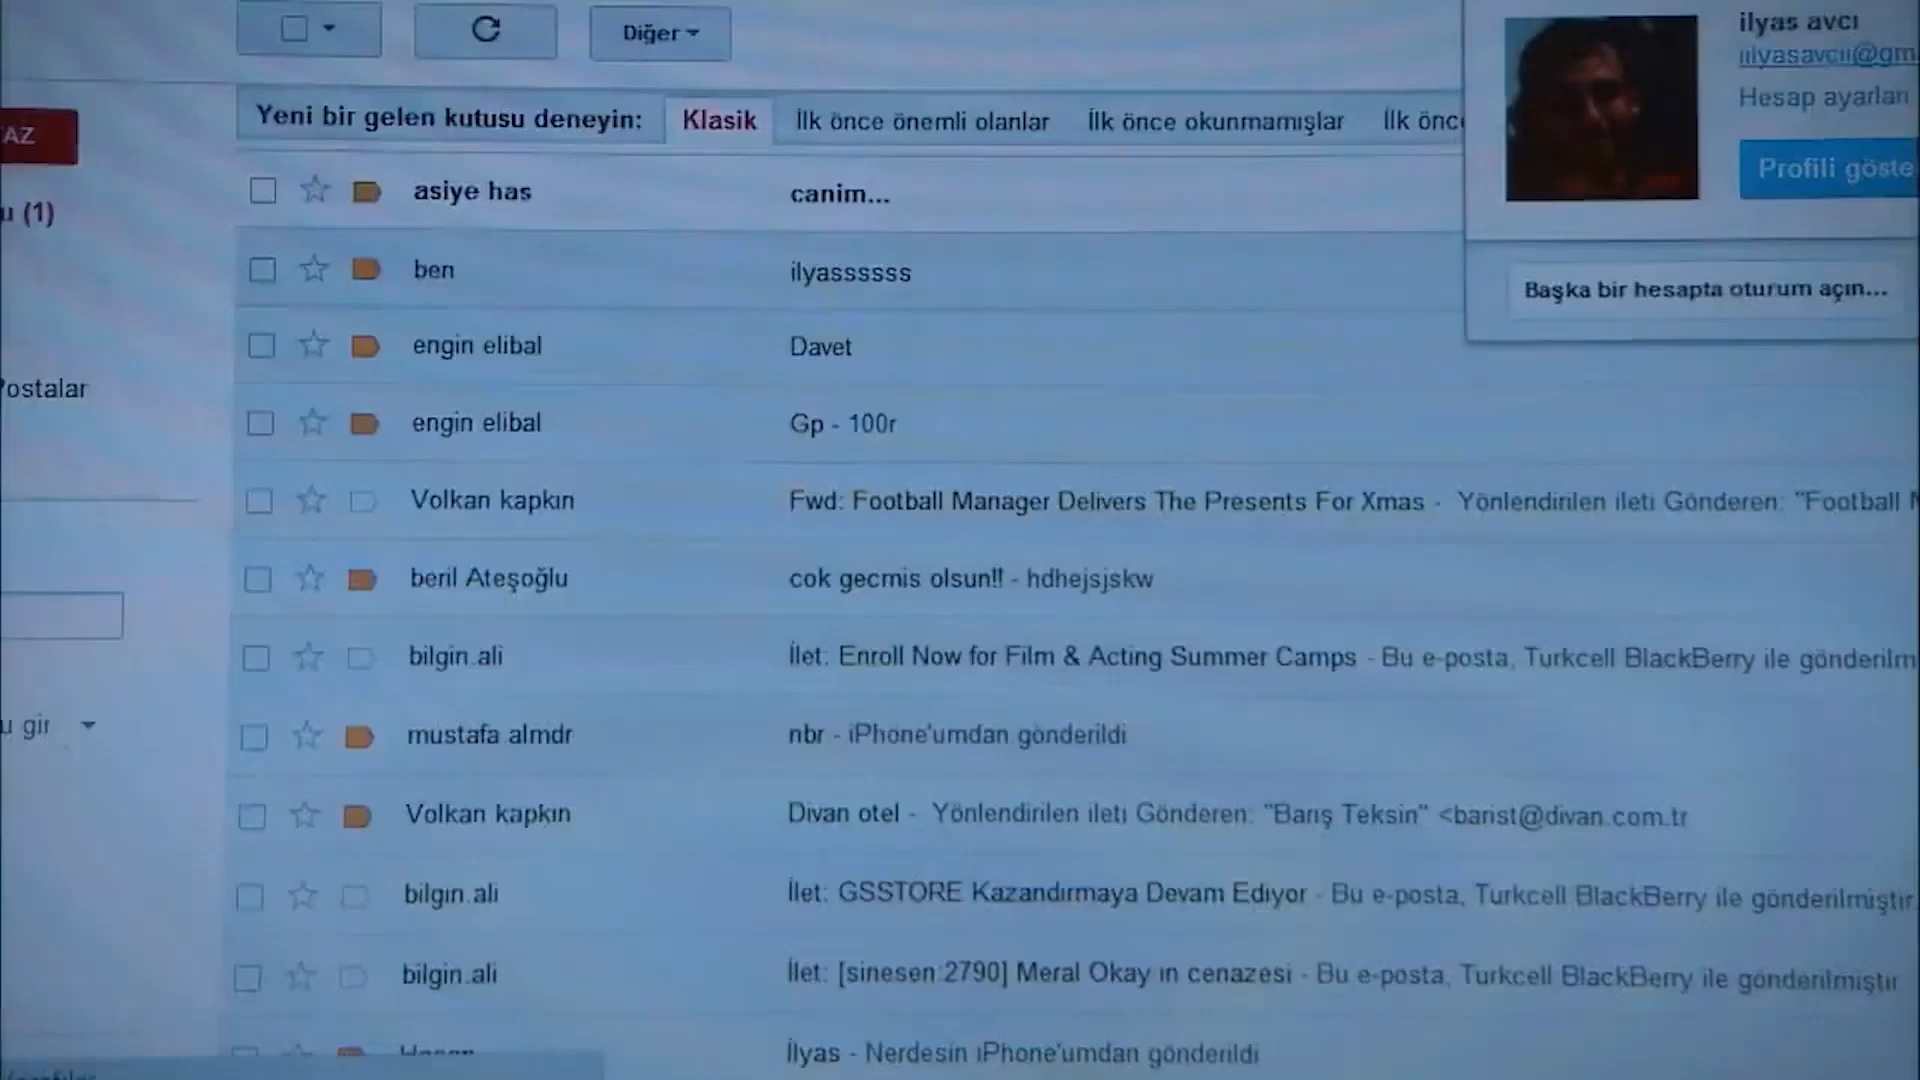 Diğer
ilyas avcı
Hesap ayarları
Profili göste
Başka bir hesapta oturum açın...
Yeni bir gelen kutusu deneyin: Klasik İlk önce önemli olanlar İlk önce okunmamışlar İlk önc
AZ
u (1)
Postalar
u gir
asiye has canim...
ben ilyassssss
engin elibal Davet
engin elibal Gp - 100r
Volkan kapkın Fwd: Football Manager Delivers The Presents For Xmas - Yönlendirilen ileti Gönderen: "Football
beril Ateşoğlu cok gecmis olsun!! - hdhejsjskw
bilgin.ali İlet: Enroll Now for Film & Acting Summer Camps - Bu e-posta, Turkcell BlackBerry ile gönderilm
mustafa almdr nbr - iPhone'umdan gönderildi
Volkan kapkın Divan otel - Yönlendirilen ileti Gönderen: "Barış Teksin" <barist@divan.com.tr
bilgin.ali İlet: GSSTORE Kazandırmaya Devam Ediyor - Bu e-posta, Turkcell BlackBerry ile gönderilmiştir
bilgin.ali İlet: [sinesen:2790] Meral Okay ın cenazesi - Bu e-posta, Turkcell BlackBerry ile gönderilmiştir
İlyas - Nerdesin iPhone'umdan gönderildi